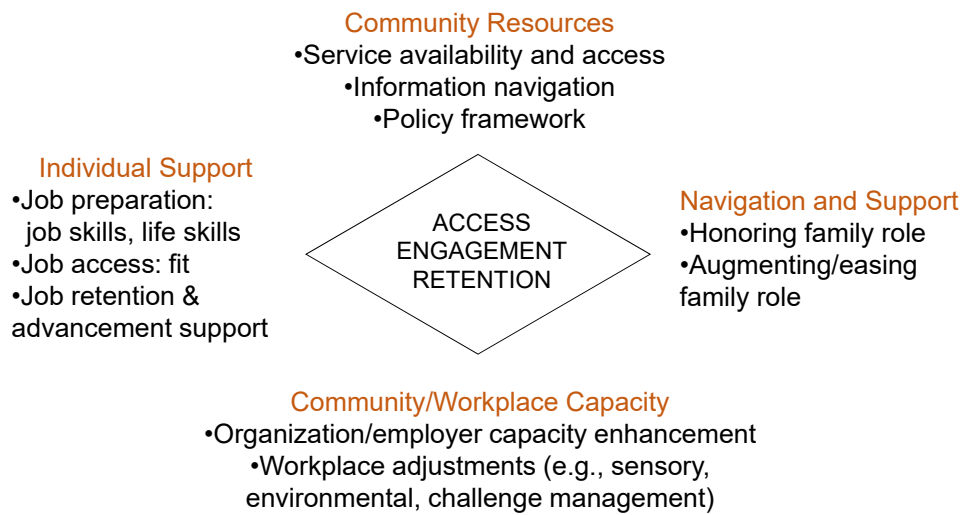 Community Resources
•Service availability and access
•Information navigation
•Policy framework
Individual Support
•Job preparation:
job skills, life skills
•Job access: fit
•Job retention &
advancement support
ACCESS
ENGAGEMENT
RETENTION
Navigation and Support
•Honoring family role
•Augmenting/easing
family role
Community/Workplace Capacity
•Organization/employer capacity enhancement
•Workplace adjustments (e.g., sensory,
environmental, challenge management)